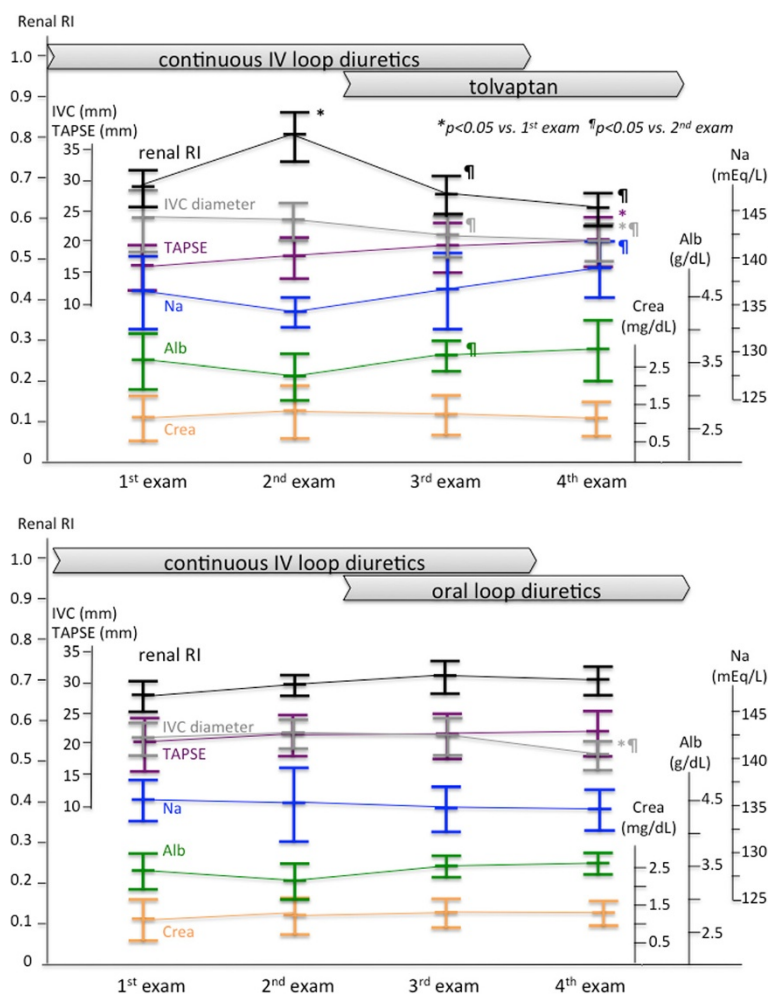 Renal RI
1.0
continuous IV loop diuretics
0.9
tolvaptan
IVC (mm)
TAPSE (mm)
*p<0.05 vs. 1st exam ¶p<0.05 vs. 2nd exam
0.8
*
35
renal RI
Na
(mEq/L)
0.7
30
¶
¶
IVC diameter
0.6
25
¶
*
*¶
145
TAPSE
20
¶
Alb
(g/dL)
140
0.5
15
Na
0.4
10
Crea
(mg/dL)
4.5
135
0.3
Alb
¶
2.5
3.5
130
0.2
1.5
125
0.1
Crea
0.5
2.5
0
1st exam 2nd exam 3rd exam 4th exam
Renal RI
1.0
continuous IV loop diuretics
0.9
oral loop diuretics
IVC (mm)
TAPSE (mm)
0.8
35
renal RI
Na
(mEq/L)
0.7
30
0.6
25
IVC diameter
145
20
TAPSE
*¶
Alb
(g/dL)
140
0.5
15
0.4
10
Na
Crea
(mg/dL)
4.5
135
0.3
Alb
2.5
3.5
130
0.2
1.5
125
0.1
Crea
0.5
2.5
0
1st exam 2nd exam 3rd exam 4th exam